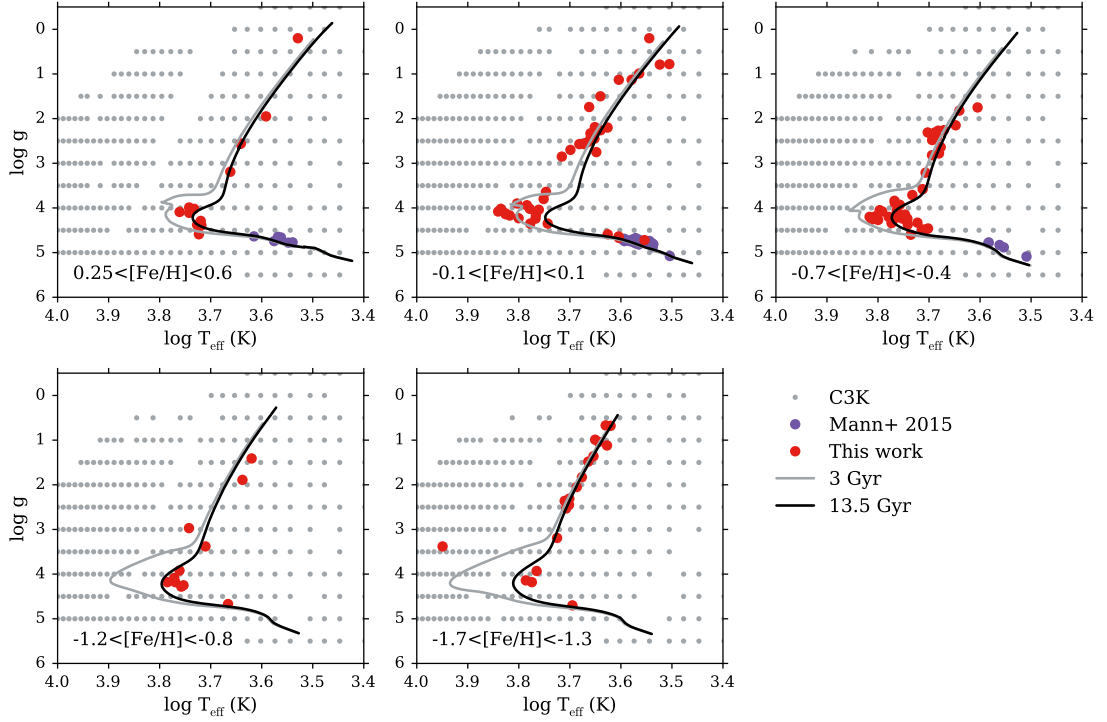 0
1
2
3
4
5
6
log g
4.0 3.9 3.8 3.7 3.6 3.5 3.4
log T_eff (K)
0.25<[Fe/H]<0.6
0
1
2
3
4
5
6
4.0 3.9 3.8 3.7 3.6 3.5 3.4
log T_eff (K)
-0.1<[Fe/H]<0.1
0
1
2
3
4
5
6
4.0 3.9 3.8 3.7 3.6 3.5 3.4
log T_eff (K)
-0.7<[Fe/H]<-0.4
0
1
2
3
4
5
6
log g
4.0 3.9 3.8 3.7 3.6 3.5 3.4
log T_eff (K)
-1.2<[Fe/H]<-0.8
0
1
2
3
4
5
6
4.0 3.9 3.8 3.7 3.6 3.5 3.4
log T_eff (K)
-1.7<[Fe/H]<-1.3
C3K
Mann+ 2015
This work
3 Gyr
13.5 Gyr